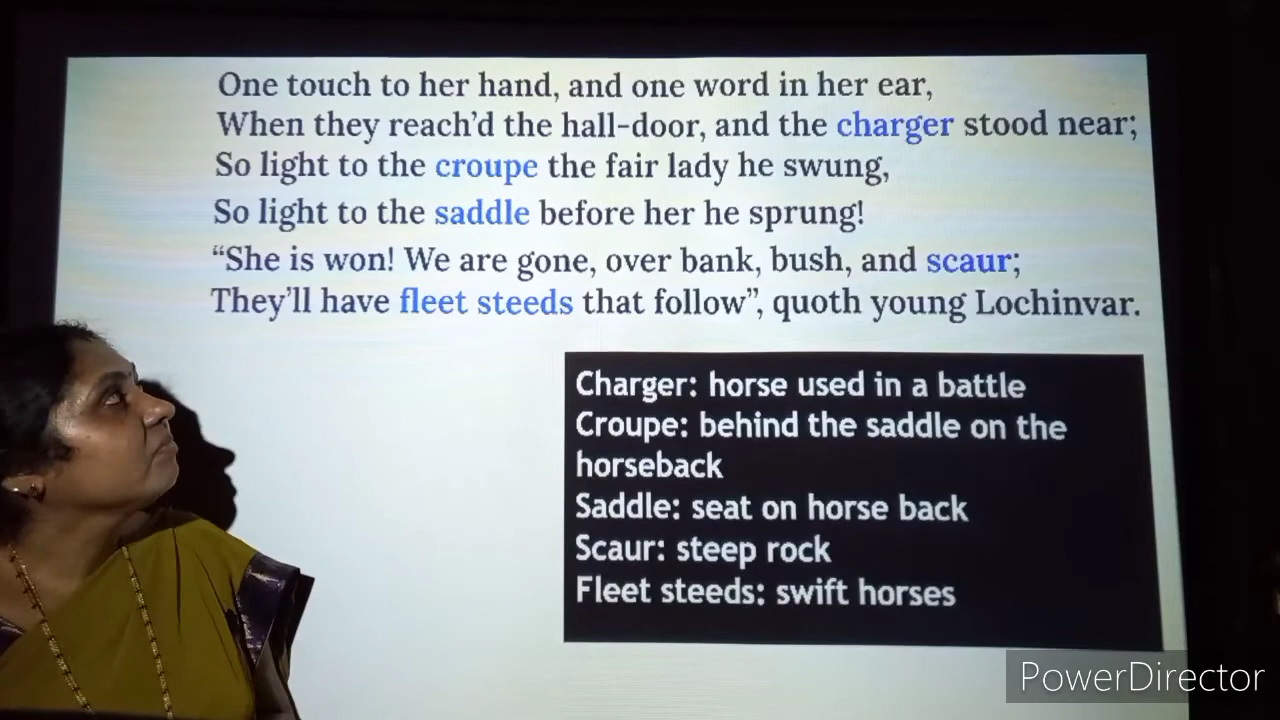 One touch to her hand, and one word in her ear,
When they reach’d the hall-door, and the charger stood near;
So light to the croupe the fair lady he swung,
So light to the saddle before her he sprung!
“She is won! We are gone, over bank, bush, and scaur;
They’ll have fleet steeds that follow”, quoth young Lochinvar.
Charger: horse used in a battle
Croupe: behind the saddle on the
horseback
Saddle: seat on horse back
Scaur: steep rock
Fleet steeds: swift horses
PowerDirector